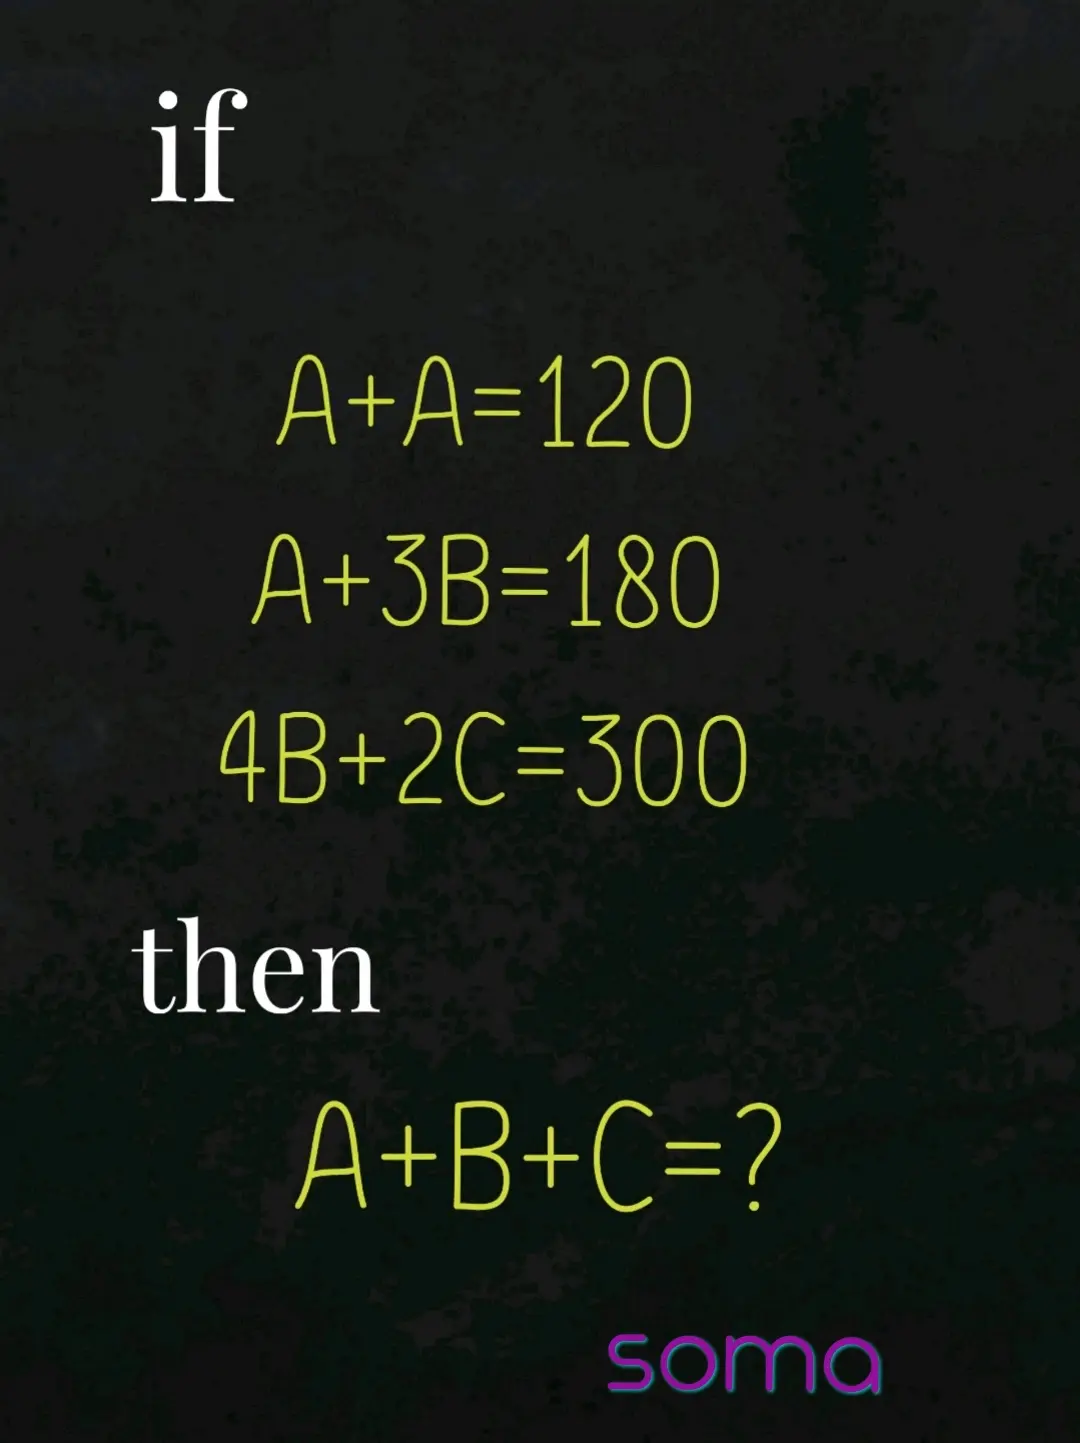 if
A+A=120
A+3B=180
4B+2C=300
then
A+B+C=?
soma